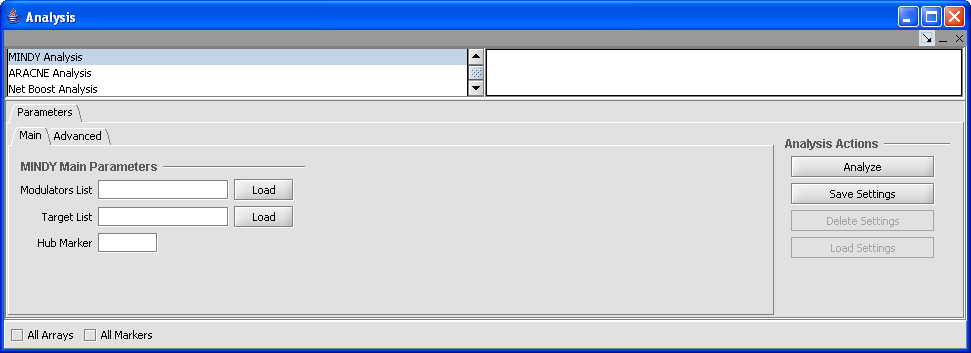 Analysis
MINDY Analysis
ARACNE Analysis
Net Boost Analysis
Parameters
Main Advanced
MINDY Main Parameters
Modulators List Load
Target List Load
Hub Marker
Analysis Actions
Analyze
Save Settings
Delete Settings
Load Settings
All Arrays All Markers